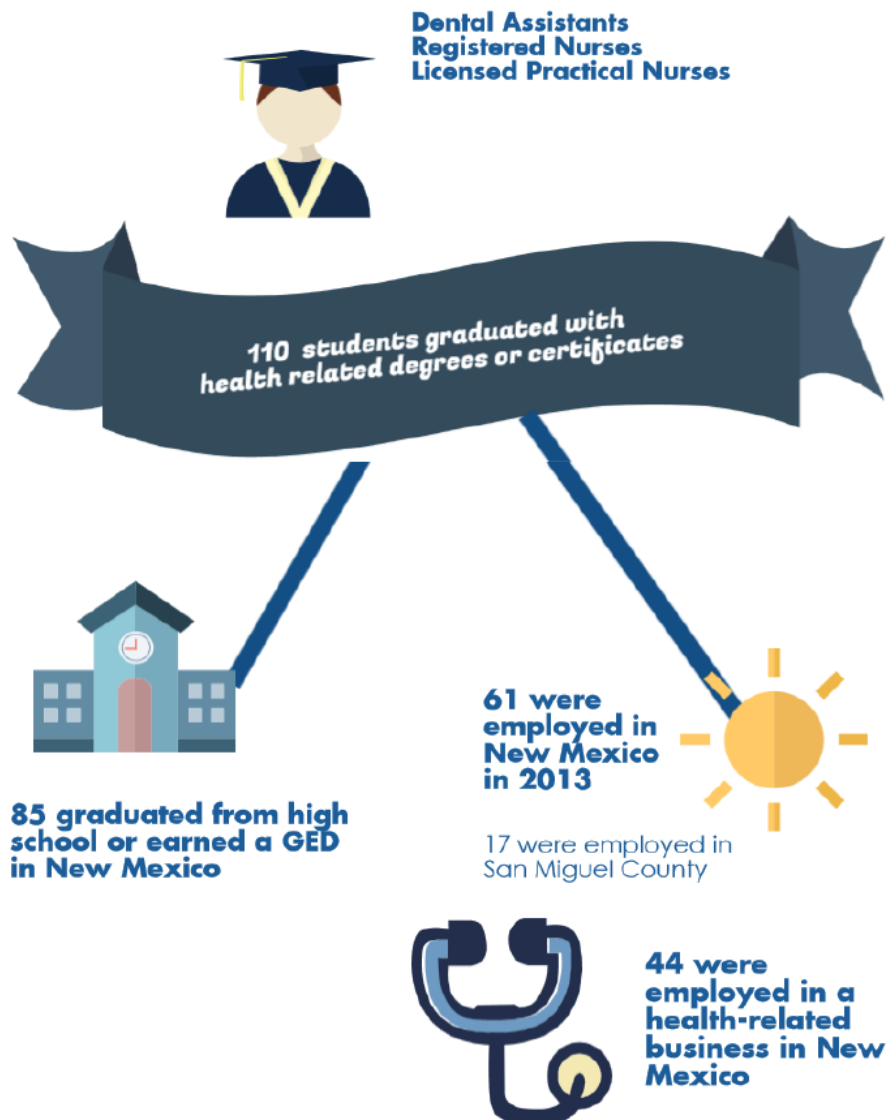 Dental Assistants
Registered Nurses
Licensed Practical Nurses
110 students graduated with
health related degrees or certificates
85 graduated from high
school or earned a GED
in New Mexico
61 were
employed in
New Mexico
in 2013
17 were employed in
San Miguel County
44 were
employed in a
health-related
business in New
Mexico